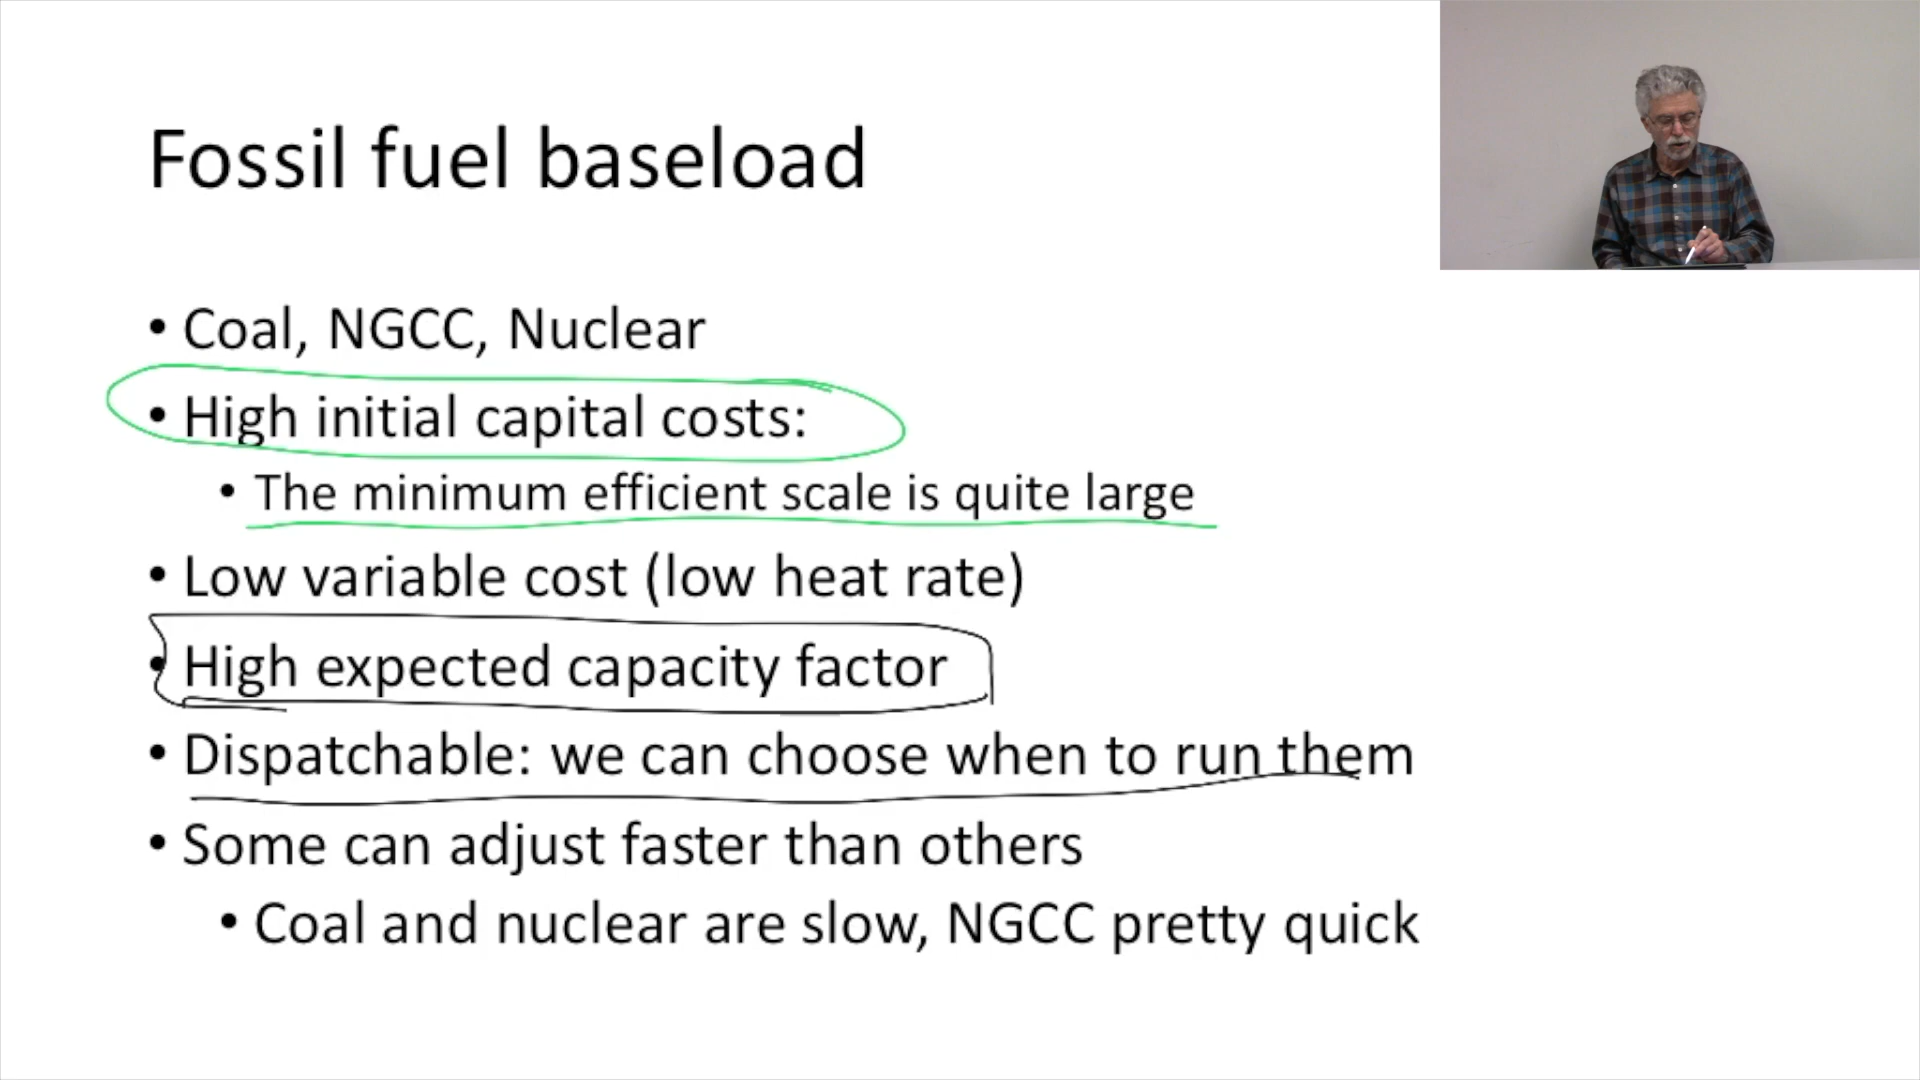 Fossil fuel baseload
• Coal, NGCC, Nuclear
• High initial capital costs:
• The minimum efficient scale is quite large
• Low variable cost (low heat rate)
• High expected capacity factor
• Dispatchable: we can choose when to run them
• Some can adjust faster than others
• Coal and nuclear are slow, NGCC pretty quick